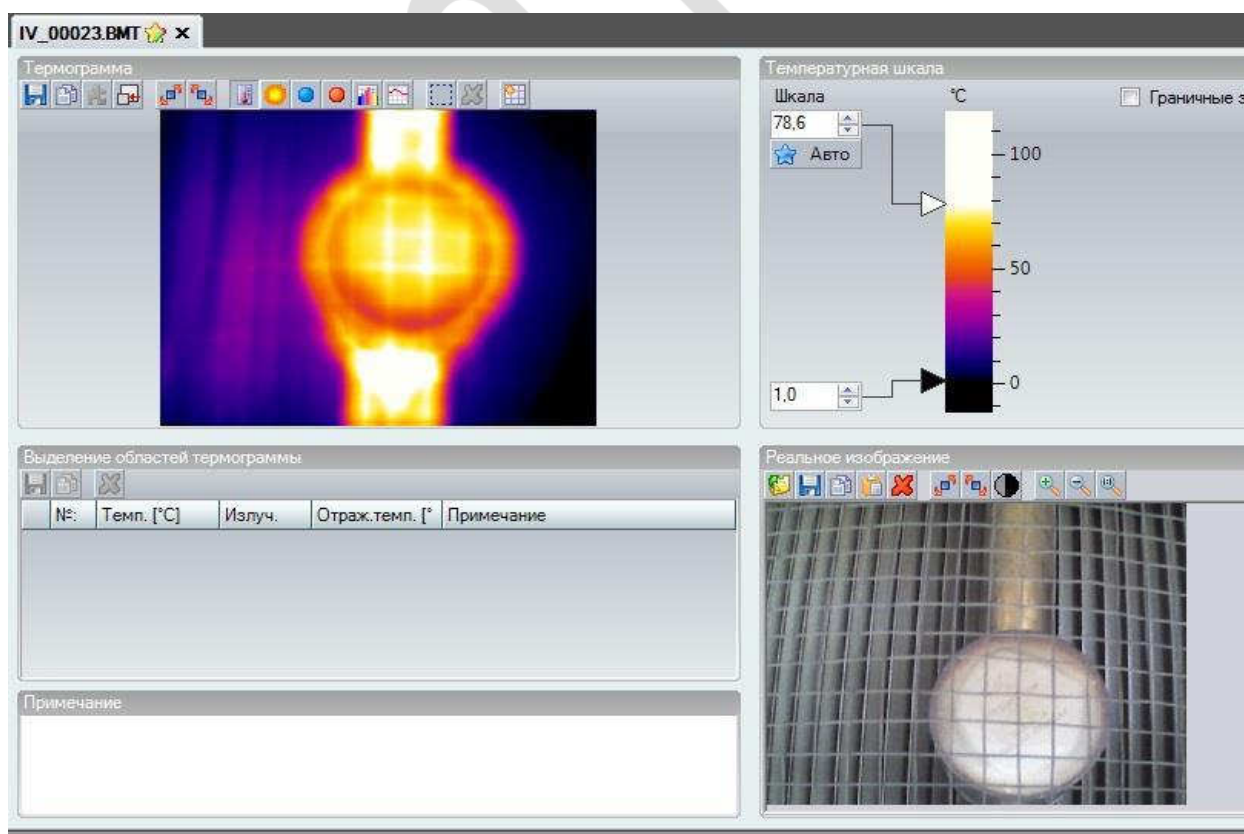 IV_00023.BMT
Термограмма
Температурная шкала
Шкала
°C
Граничные з
78,6
Авто
100
50
0
1,0
Выделение областей термограммы
№:
Темп. [°C]
Излуч.
Отраж.темп. [°
Примечание
Реальное изображение
Примечание